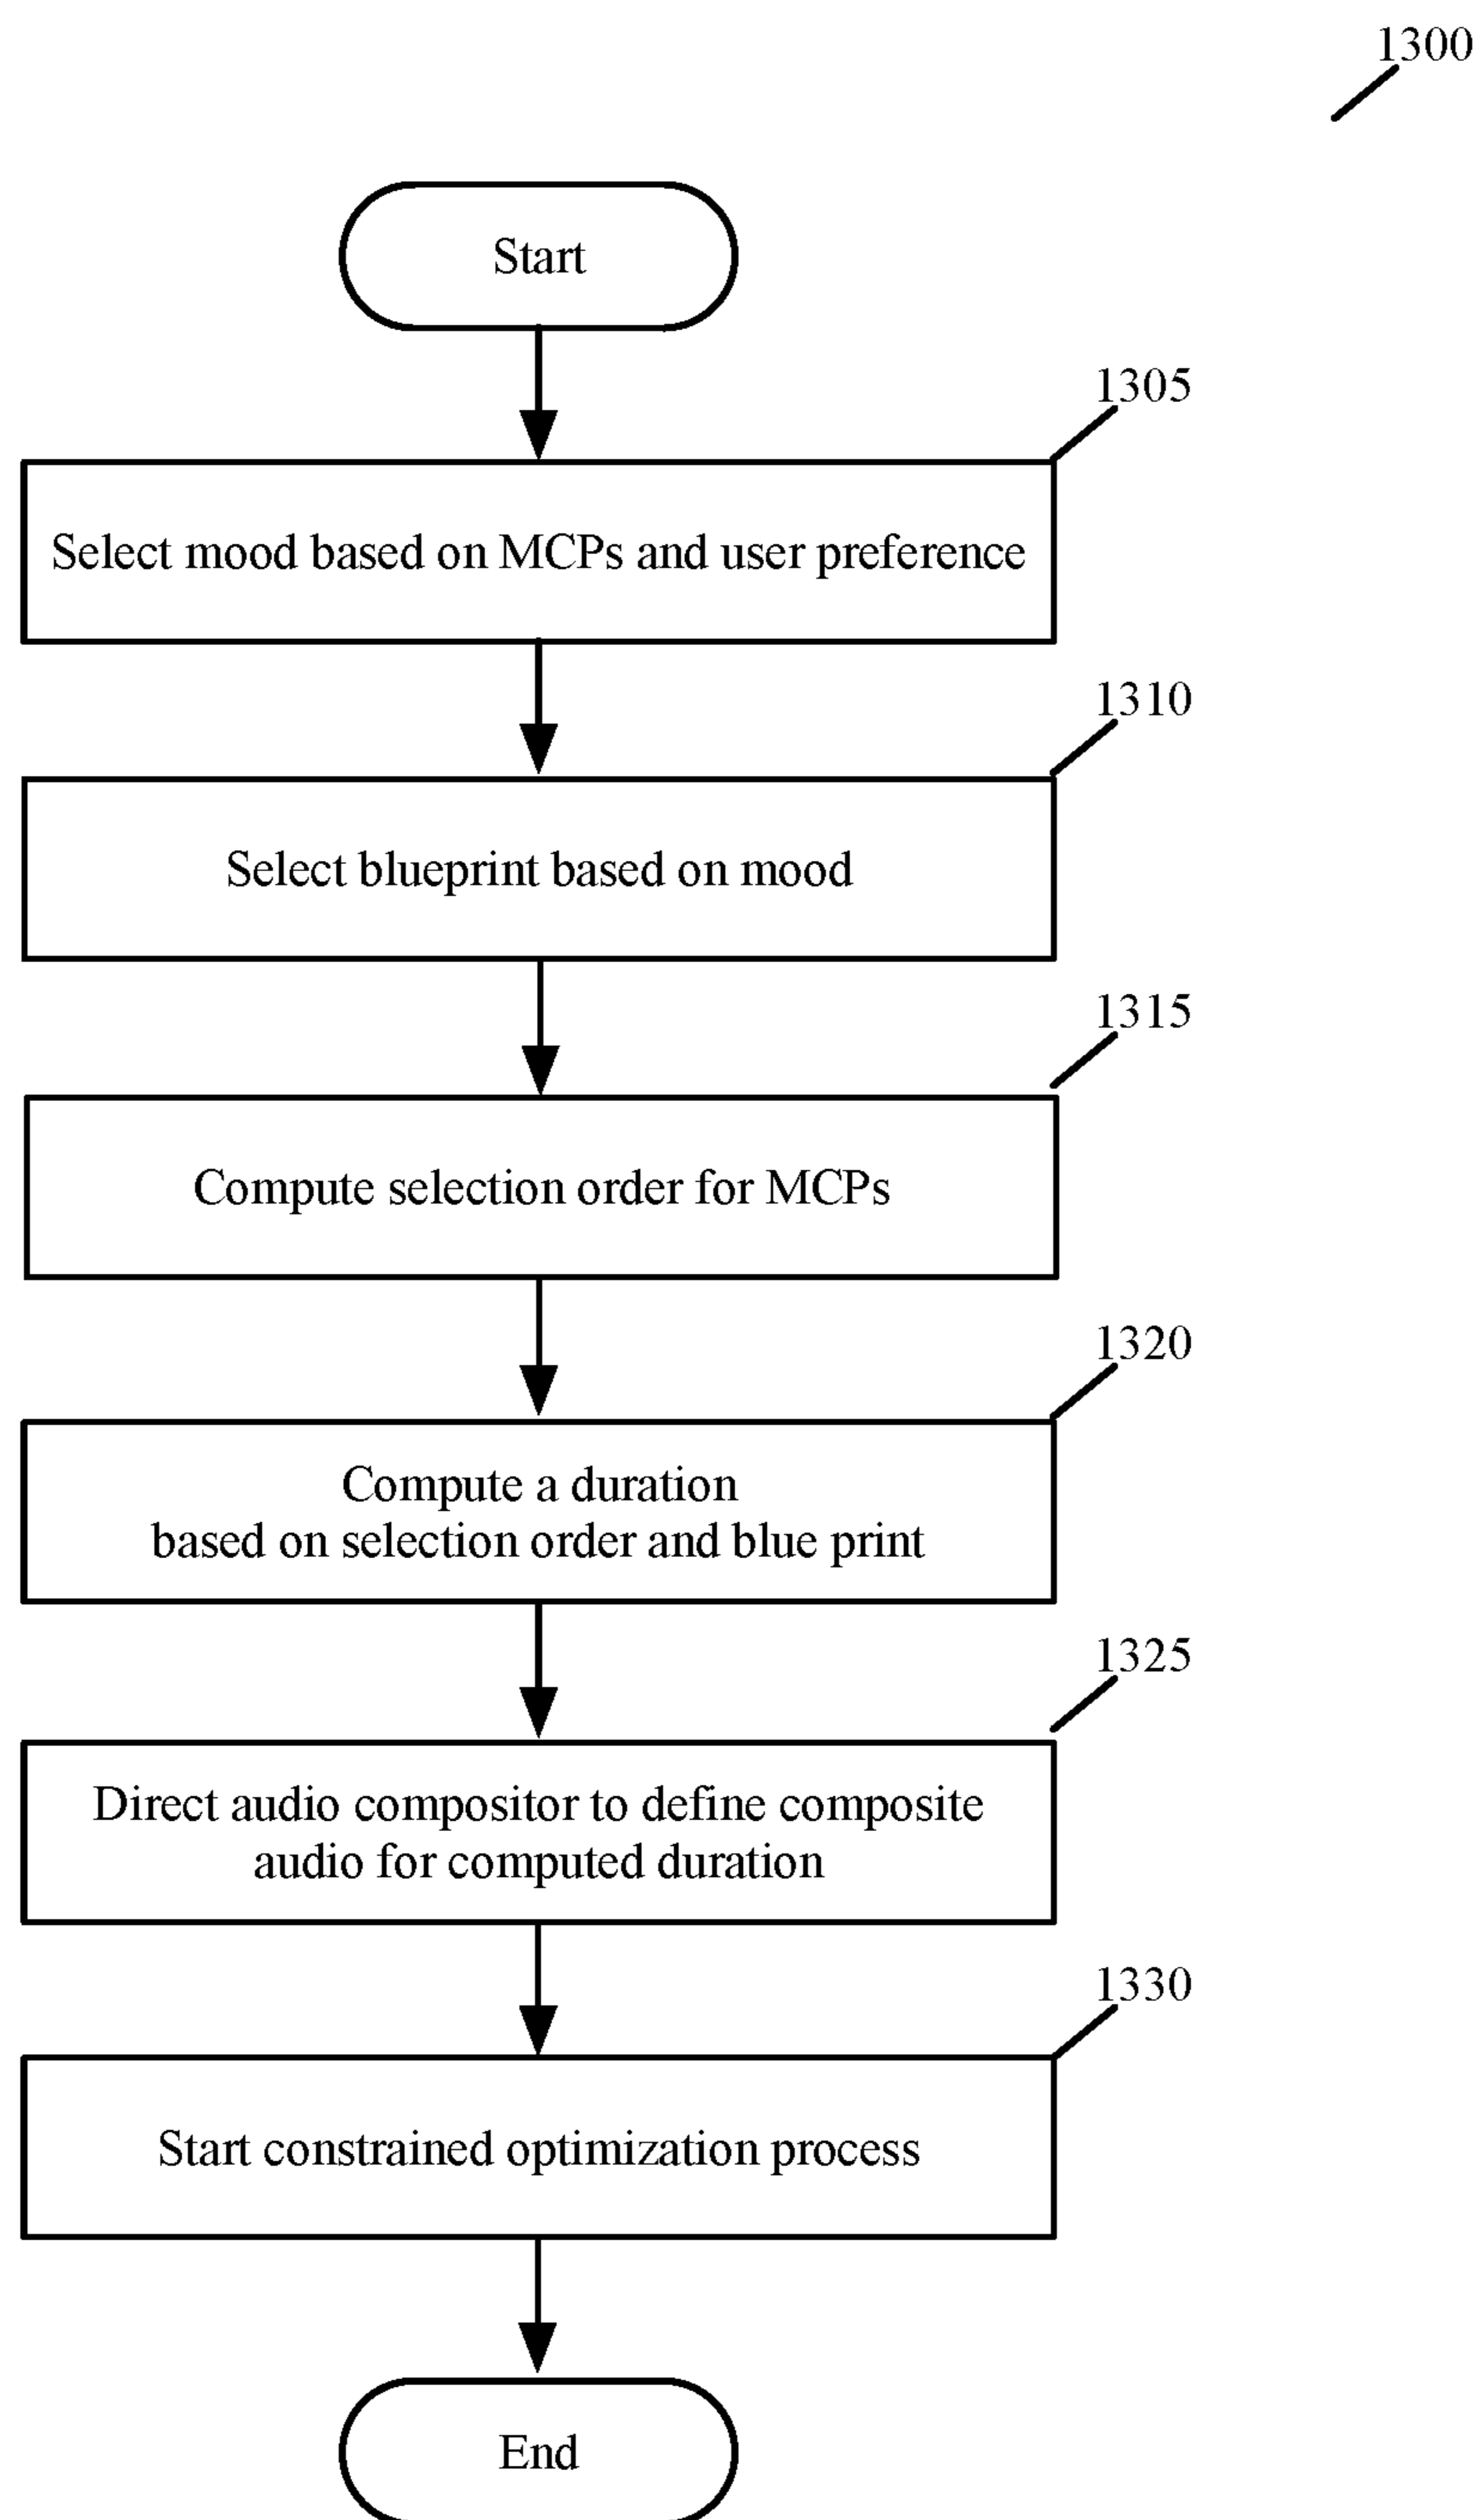 1300
Start
1305
Select mood based on MCPs and user preference
1310
Select blueprint based on mood
1315
Compute selection order for MCPs
1320
Compute a duration
based on selection order and blue print
1325
Direct audio compositor to define composite
audio for computed duration
1330
Start constrained optimization process
End